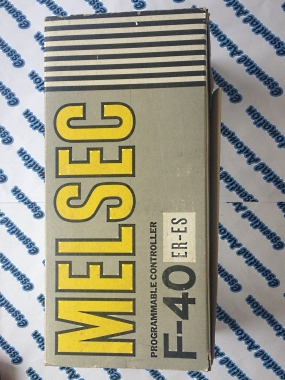 MELSEC
PROGRAMMABLE CONTROLLER
F-40 ER-ES